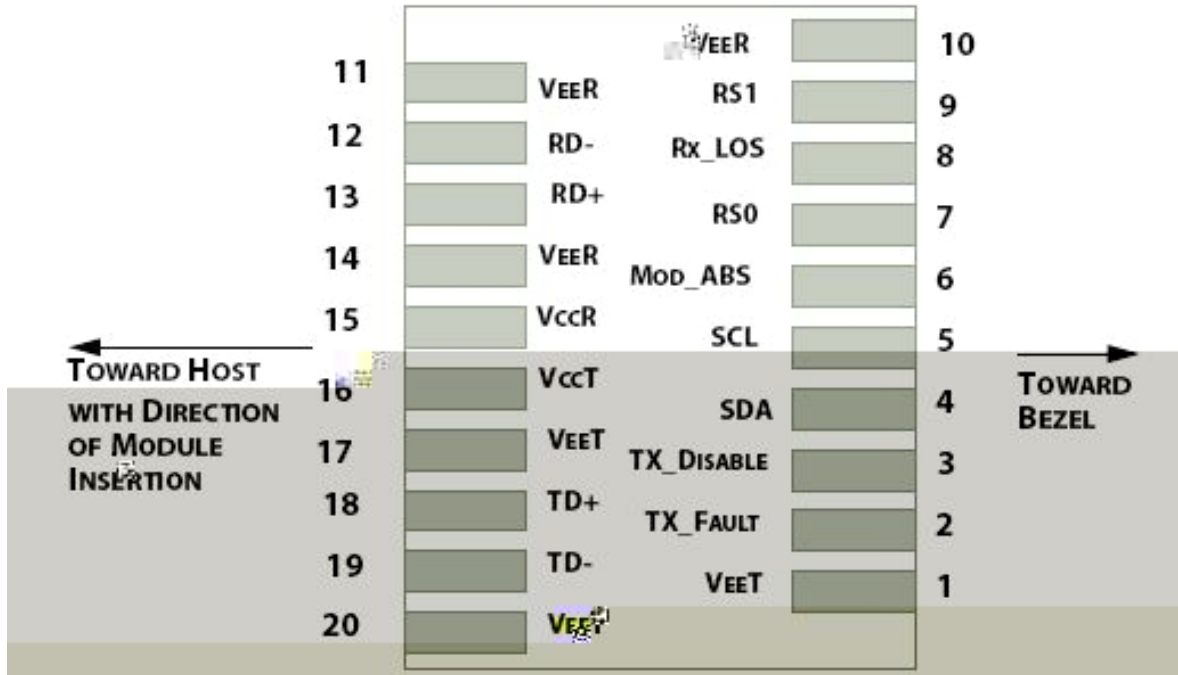 VEER 10
11 VEER
RS1 9
12 RD-
Rx_LOS 8
13 RD+
RS0 7
14 VEER
MOD_ABS 6
15 VCCR
SCL 5
TOWARD HOST
WITH DIRECTION
OF MODULE
INSERTION
TOWARD
BEZEL
16 VCCT
SDA 4
17 VEET
TX_DISABLE 3
18 TD+
TX_FAULT 2
19 TD-
VEET 1
20 VEET